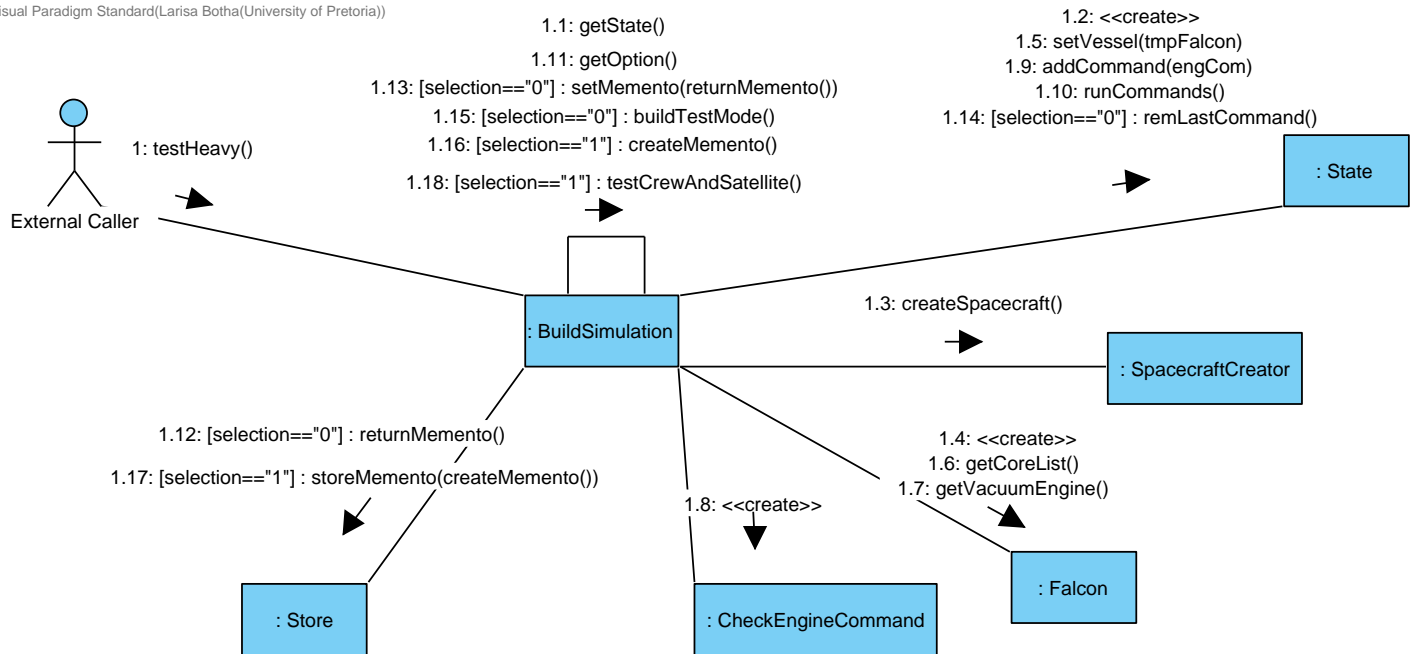 isual Paradigm Standard(Larisa Botha(University of Pretoria))
1.1: getState()
1.11: getOption()
1.13: [selection=="0"] : setMemento(returnMemento())
1.15: [selection=="0"] : buildTestMode()
1.16: [selection=="1"] : createMemento()
1.18: [selection=="1"] : testCrewAndSatellite()
1.2: <<create>>
1.5: setVessel(tmpFalcon)
1.9: addCommand(engCom)
1.10: runCommands()
1.14: [selection=="0"] : remLastCommand()
1: testHeavy()
External Caller
: State
: BuildSimulation
1.3: createSpacecraft()
: SpacecraftCreator
1.12: [selection=="0"] : returnMemento()
1.17: [selection=="1"] : storeMemento(createMemento())
1.8: <<create>>
1.4: <<create>>
1.6: getCoreList()
1.7: getVacuumEngine()
: Store
: CheckEngineCommand
: Falcon